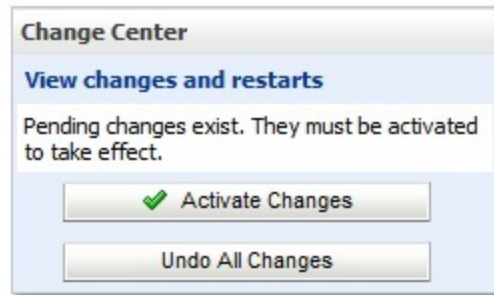 Change Center
View changes and restarts
Pending changes exist. They must be activated
to take effect.
Activate Changes
Undo All Changes